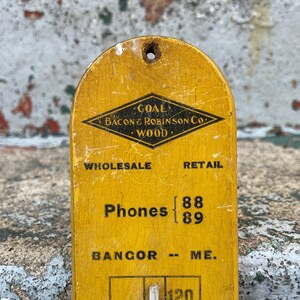 COAL
BACON & ROBINSON CO.
WOOD
WHOLESALE RETAIL
Phones { 88
89
BANGOR -- ME.
120